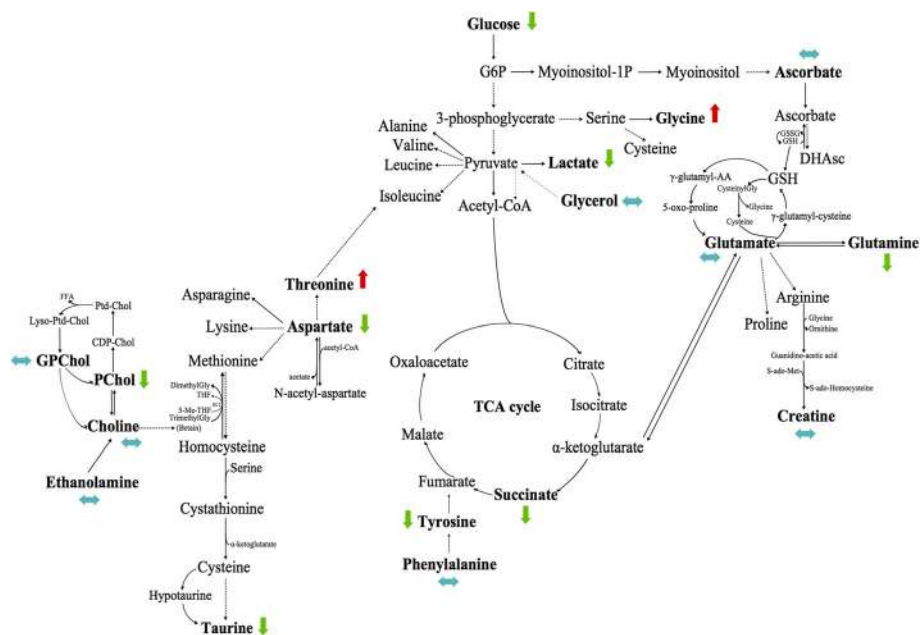 Glucose
G6P
Myoinositol-1P
Myoinositol
Ascorbate
3-phosphoglycerate
Serine
Glycine
Cysteine
Ascorbate
GSSG
GSH
DHAsc
Alanine
Valine
Leucine
Isoleucine
Pyruvate
Lactate
Glycerol
Acetyl-CoA
GSH
γ-glutamyl-AA
CysteinylGly
Glycine
Cysteine
5-oxo-proline
γ-glutamyl-cysteine
Glutamate
Glutamine
Proline
Arginine
Glycine
Ornithine
Guanidino-acetic acid
S-ado-Met
S-ado-Homocysteine
Creatine
Threonine
Asparagine
Aspartate
Lysine
Methionine
acetyl-CoA
acetate
N-acetyl-aspartate
FFA
Ptd-Chol
Lyso-Ptd-Chol
CDP-Chol
GPChol
PChol
Choline
Ethanolamine
DimethylGly
THF
5-Me-THF
TrimethylGly
(Betain)
Homocysteine
Serine
Cystathionine
α-ketoglutarate
Cysteine
Hypotaurine
Taurine
Oxaloacetate
Citrate
TCA cycle
Isocitrate
Malate
α-ketoglutarate
Fumarate
Succinate
Tyrosine
Phenylalanine